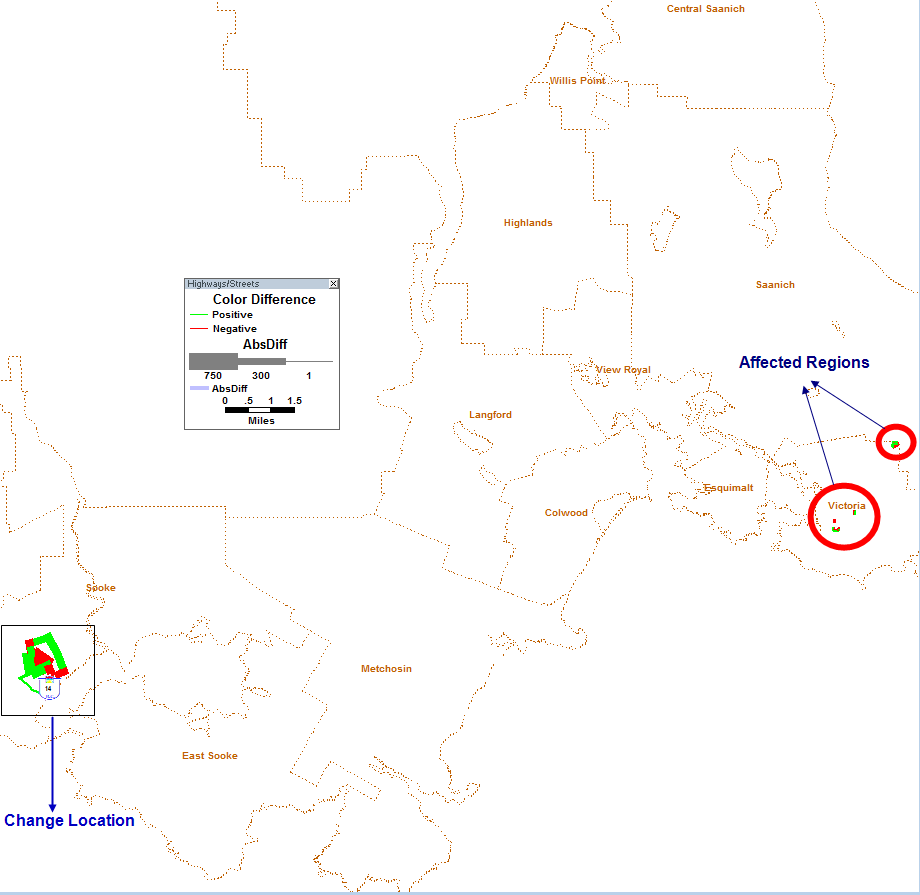 Central Saanich
Willis Point
Highlands
Saanich
Highways/Streets
Color Difference
Positive
Negative
AbsDiff
750 300 1
AbsDiff
0 .5 1 1.5
Miles
Affected Regions
View Royal
Langford
Esquimalt
Victoria
Colwood
Sooke
14
Metchosin
East Sooke
Change Location